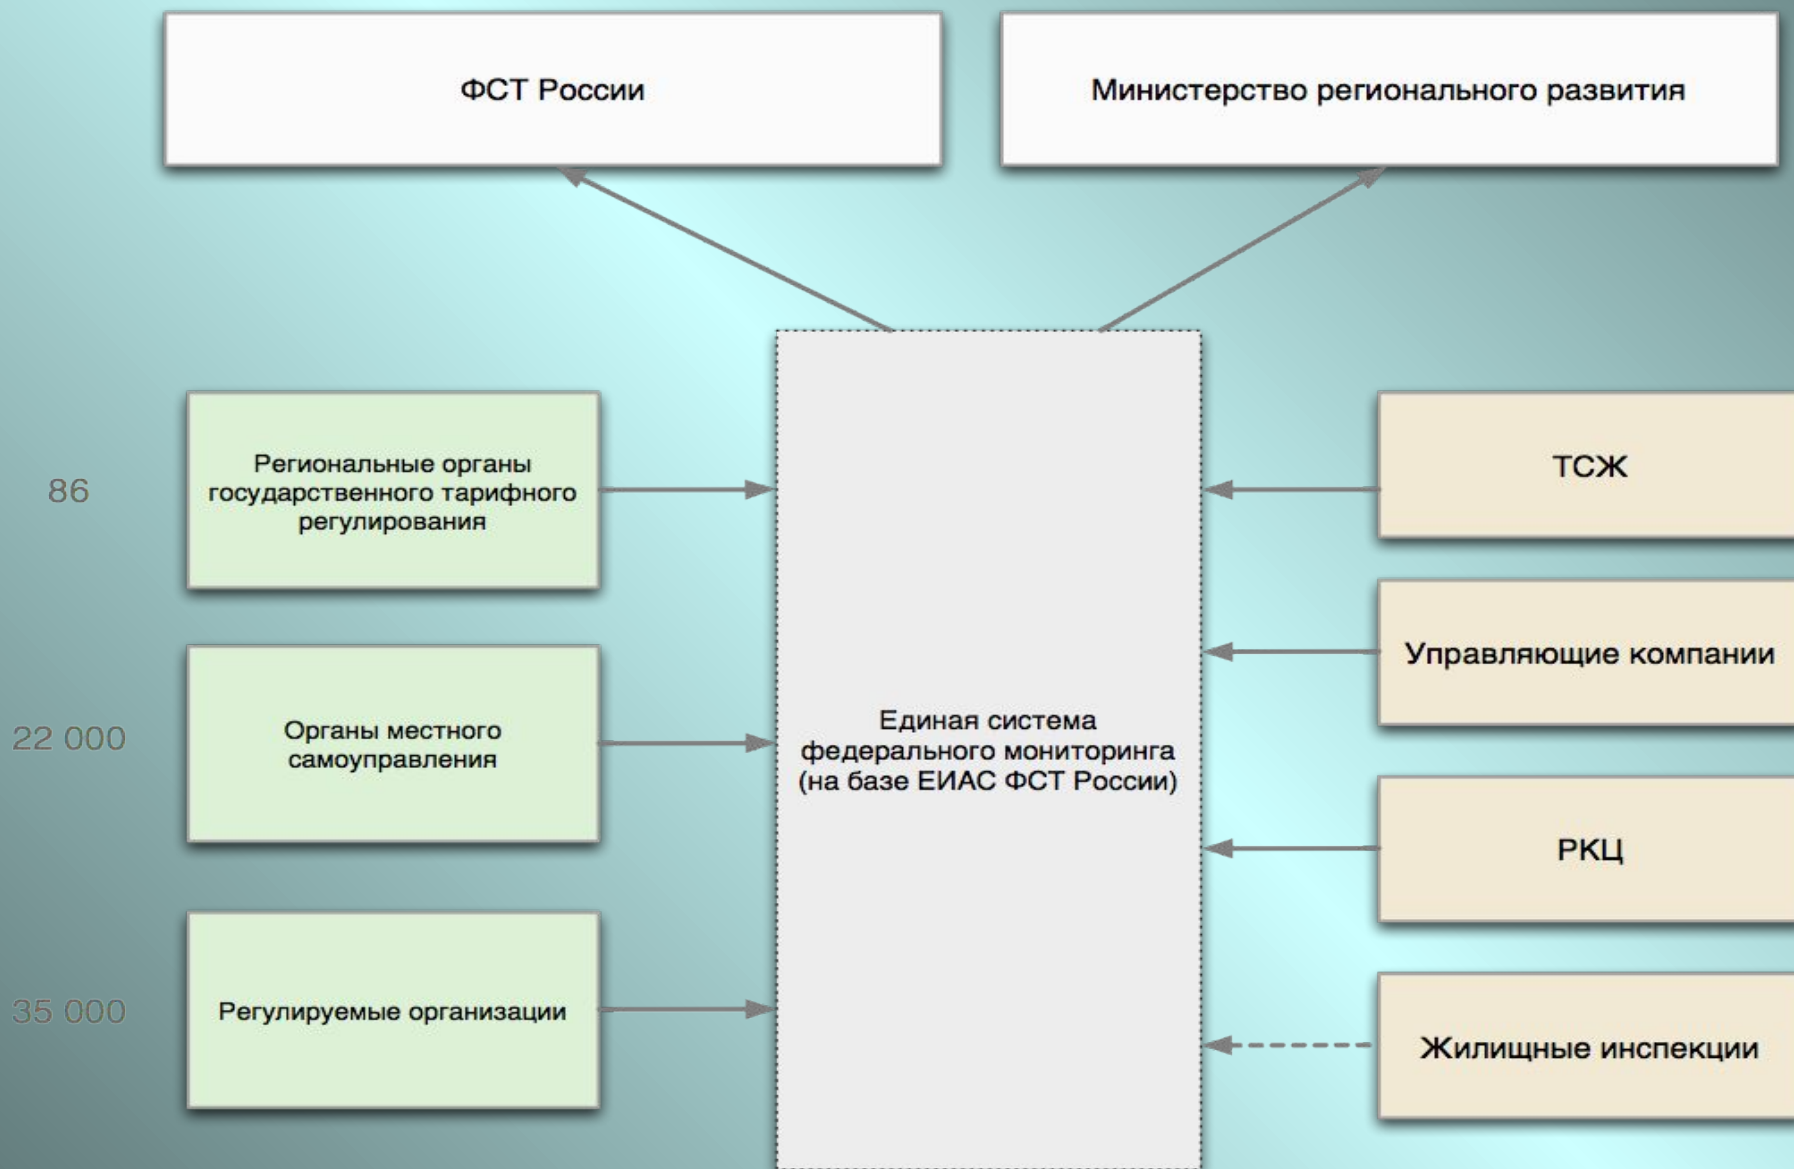 ФСТ России
Министерство регионального развития
86
Региональные органы
государственного тарифного
регулирования
22 000
Органы местного
самоуправления
35 000
Регулируемые организации
Единая система
федерального мониторинга
(на базе ЕИАС ФСТ России)
ТСЖ
Управляющие компании
РКЦ
Жилищные инспекции